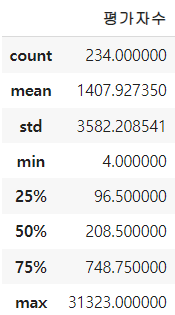 평가자수
count 234.000000
mean 1407.927350
std 3582.208541
min 4.000000
25% 96.500000
50% 208.500000
75% 748.750000
max 31323.000000